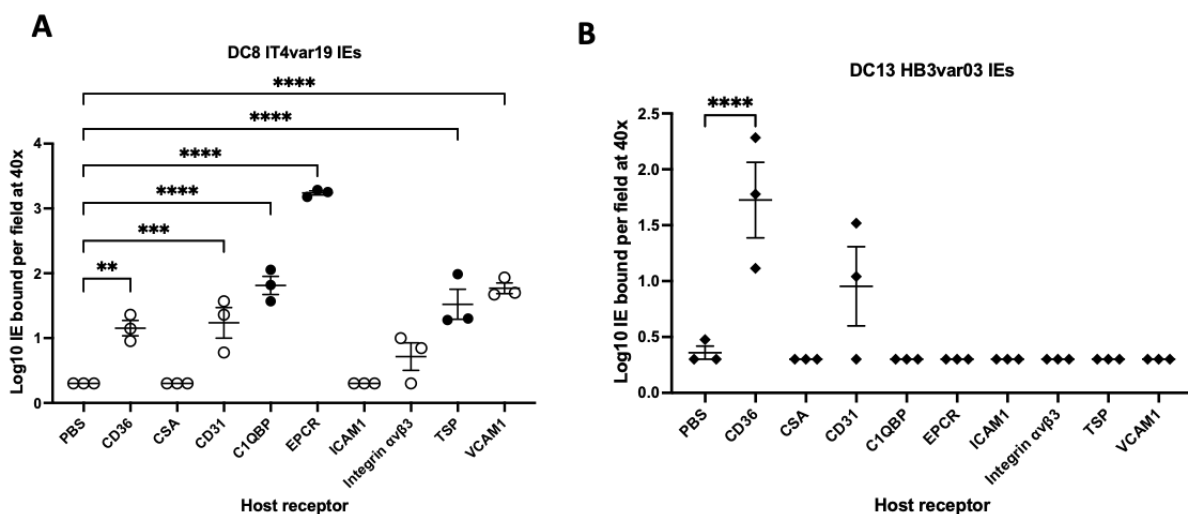 A
DC8 IT4var19 IEs
****
****
****
****
***
**
Log10 IE bound per field at 40x
4
3
2
1
0
PBS
CD36
CSA
CD31
C1QBP
EPCR
ICAM1
Integrin αvβ3
TSP
VCAM1
Host receptor
B
DC13 HB3var03 IEs
****
Log10 IE bound per field at 40x
2.5
2.0
1.5
1.0
0.5
0.0
PBS
CD36
CSA
CD31
C1QBP
EPCR
ICAM1
Integrin αvβ3
TSP
VCAM1
Host receptor